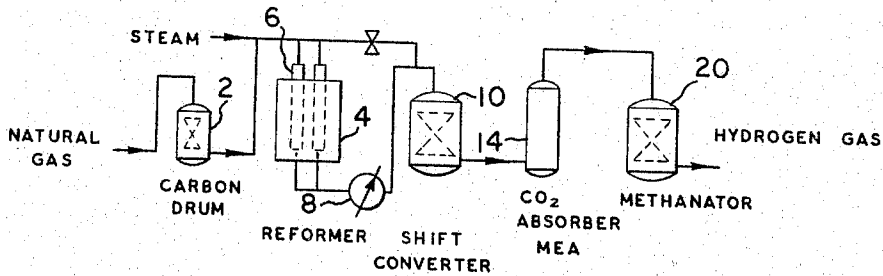 STEAM
6
2
4
10
14
20
NATURAL
GAS
HYDROGEN GAS
CARBON
DRUM
8
REFORMER
SHIFT
CONVERTER
CO2
ABSORBER
MEA
METHANATOR